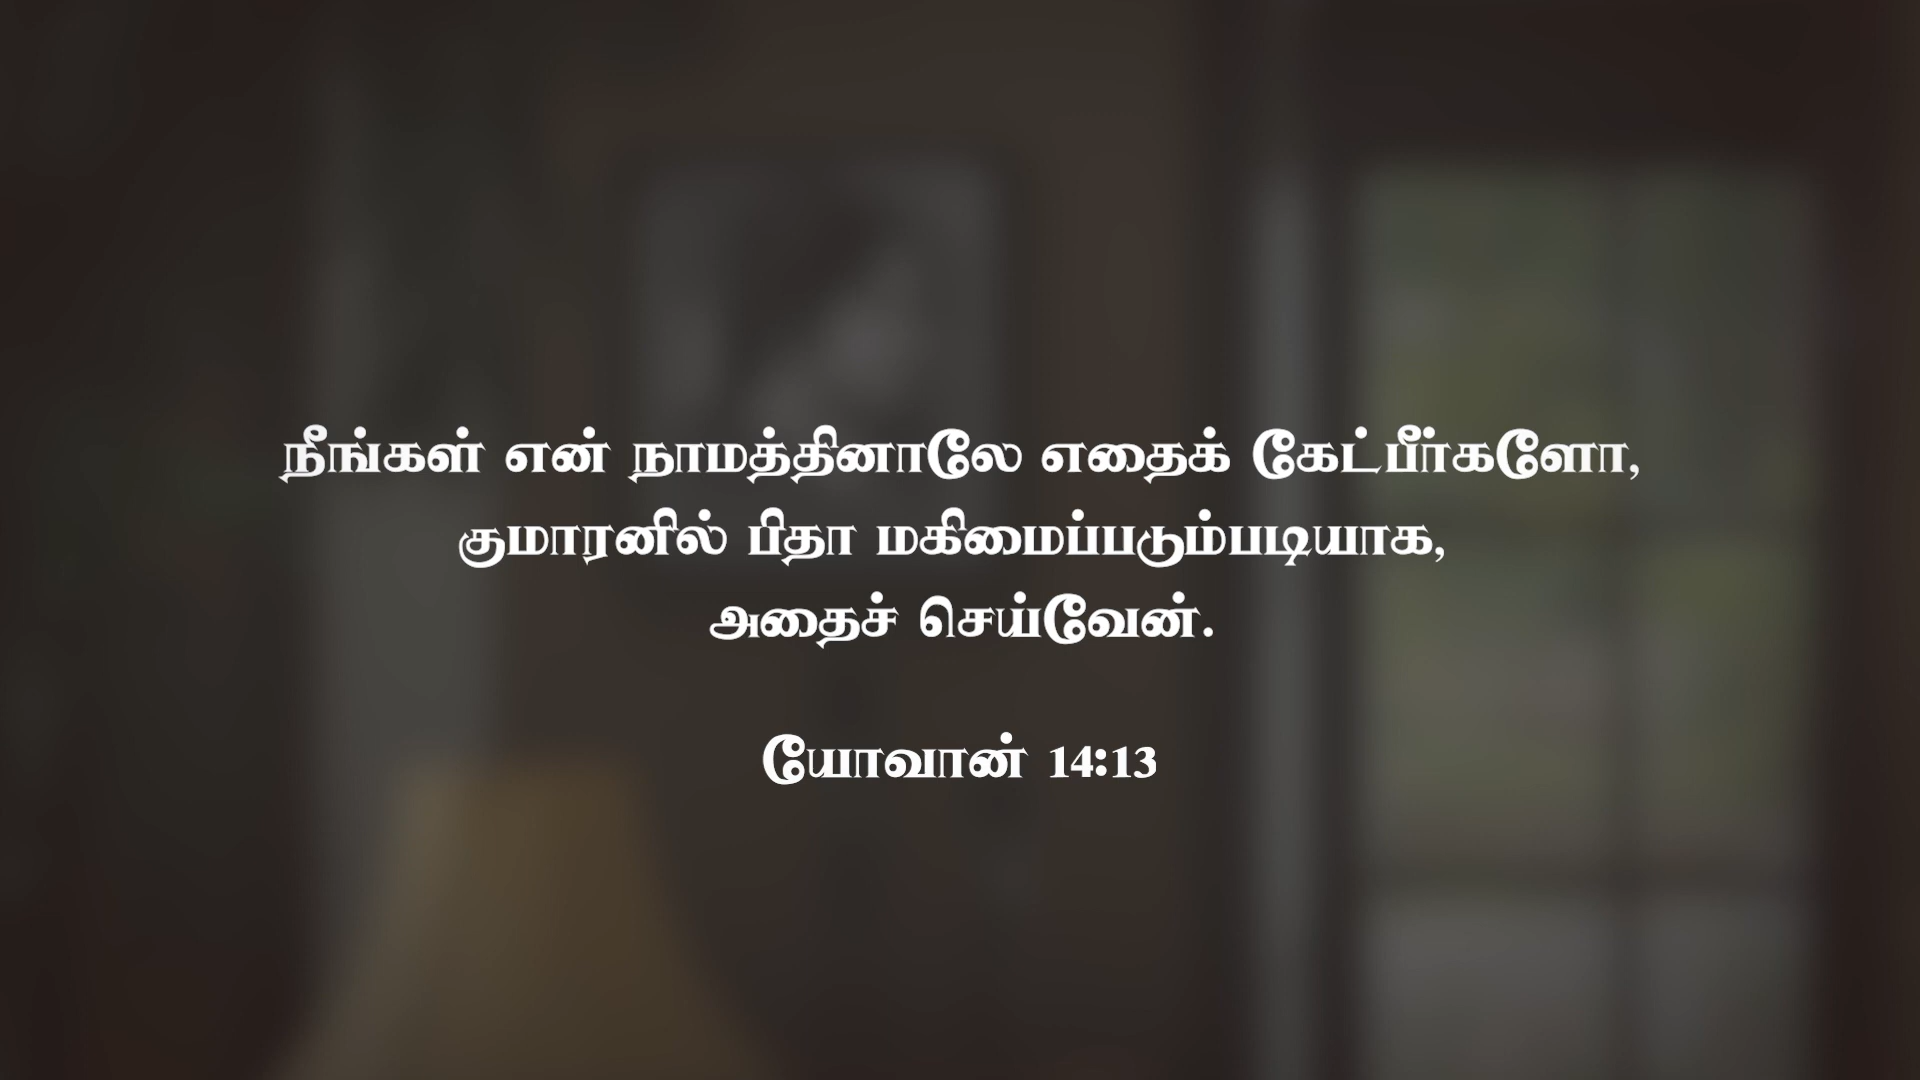 நீங்கள் என் நாமத்தினாலே எதைக் கேட்பீர்களோ,
குமாரனில் பிதா மகிமைப்படும்படியாக,
அதைச் செய்வேன்.
யோவான் 14:13